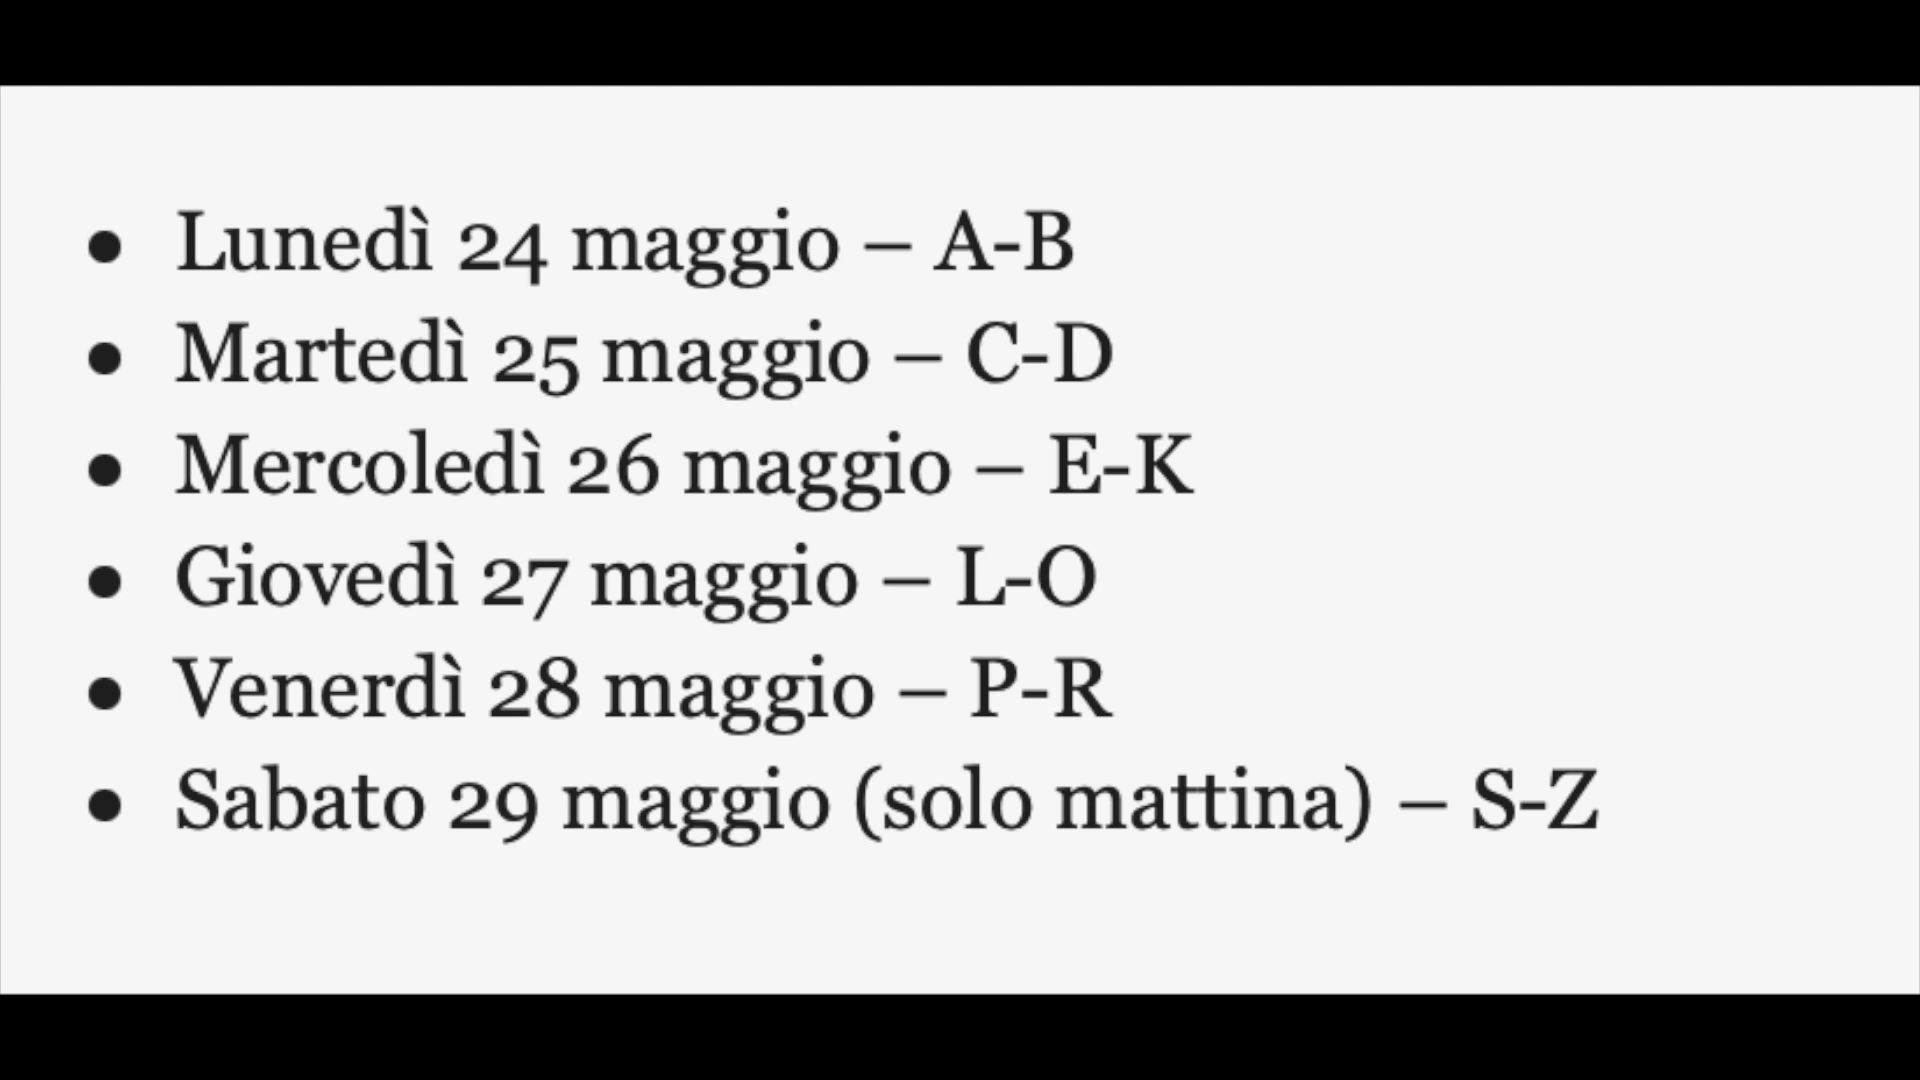 • Lunedì 24 maggio – A-B
• Martedì 25 maggio – C-D
• Mercoledì 26 maggio – E-K
• Giovedì 27 maggio – L-O
• Venerdì 28 maggio – P-R
• Sabato 29 maggio (solo mattina) – S-Z